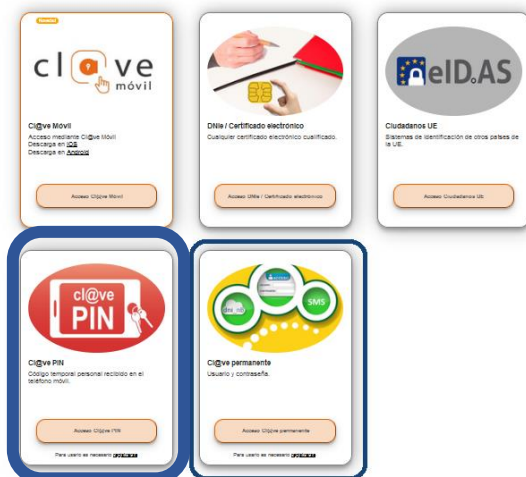 Novedad
cl@ve
móvil
Cl@ve Móvil
Acceso mediante Cl@ve Móvil
Descarga en iOS
Descarga en Android
Acceso Cl@ve Móvil
DNIe / Certificado electrónico
Cualquier certificado electrónico cualificado.
Acceso DNIe / Certificado electrónico
eID.AS
Ciudadanos UE
Sistemas de identificación de otros países de
la UE.
Acceso Ciudadanos UE
cl@ve
PIN
Cl@ve PIN
Código temporal personal recibido en el
teléfono móvil.
Acceso Cl@ve PIN
Para usarlo es necesario
SMS
Cl@ve permanente
Usuario y contraseña.
Acceso Cl@ve permanente
Para usarlo es necesario